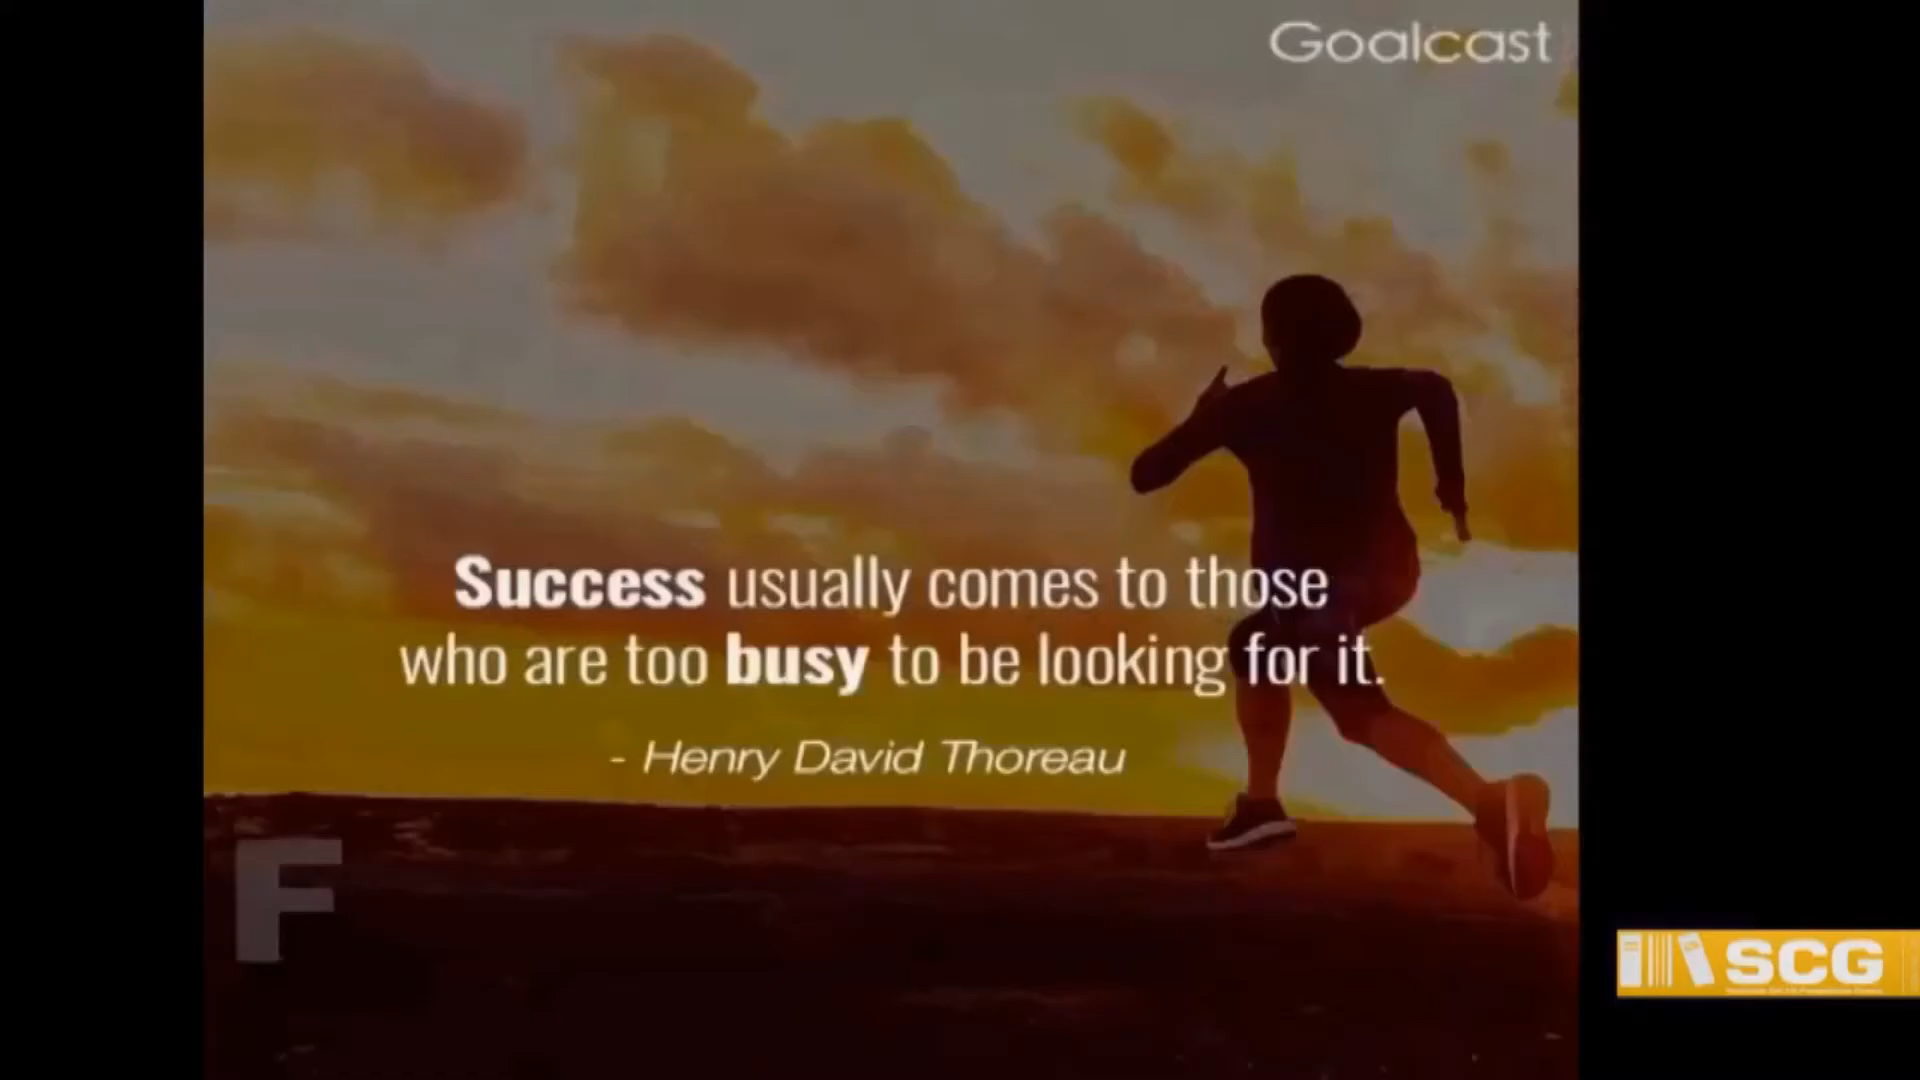 Goalcast
Success usually comes to those
who are too busy to be looking for it.
- Henry David Thoreau
F
SCG